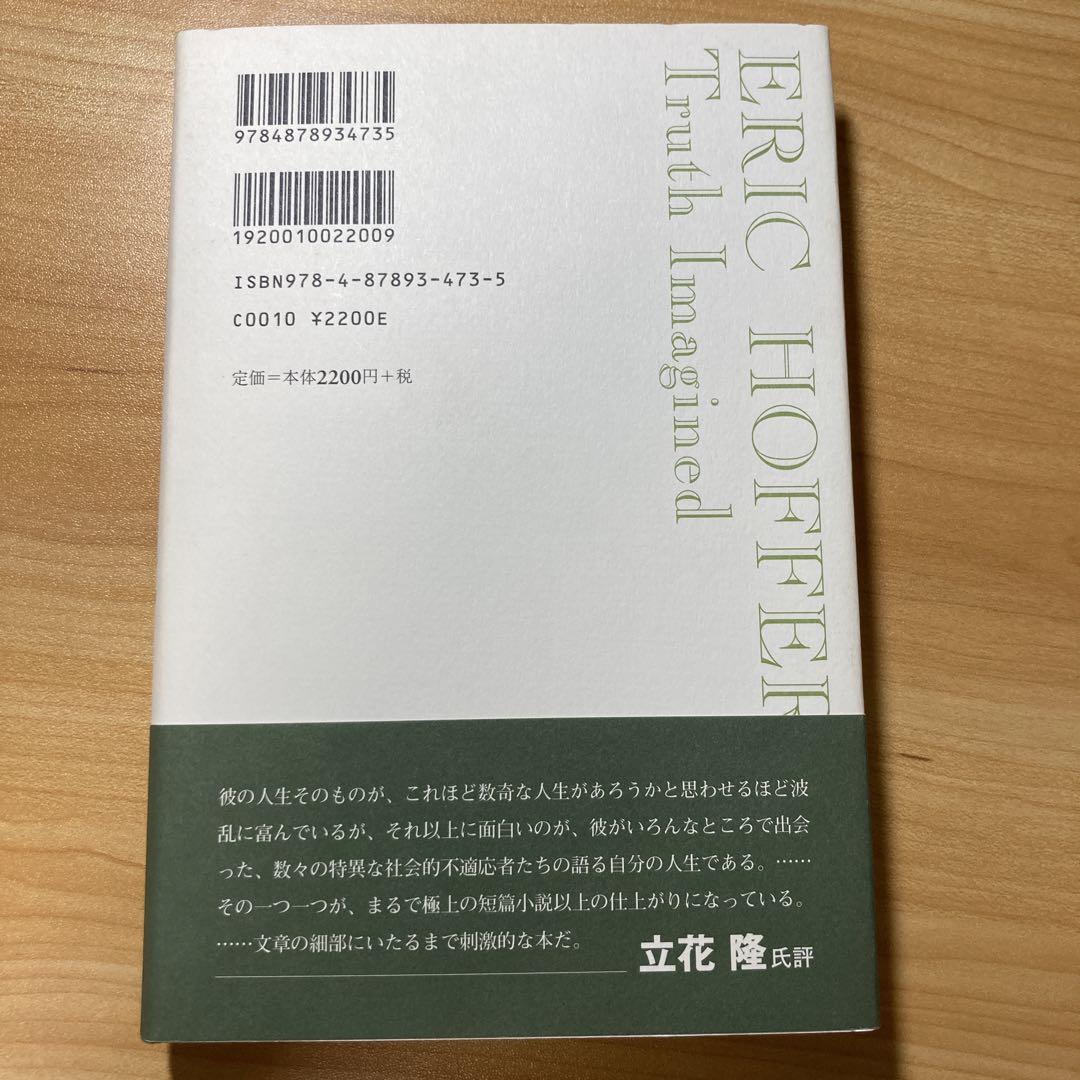 9784878934735
1920010022009
ISBN978-4-87893-473-5
C0010 ¥2200E
定価＝本体2200円＋税
ERIC HOFFER
Truth Imagined
彼の人生そのものが、これほど数奇な人生があろうかと思わせるほど波
乱に富んでいるが、それ以上に面白いのが、彼がいろんなところで出会
った、数々の特異な社会的不適応者たちの語る自分の人生である。……
その一つ一つが、まるで極上の短篇小説以上の仕上がりになっている。
……文章の細部にいたるまで刺激的な本だ。
立花 隆氏評